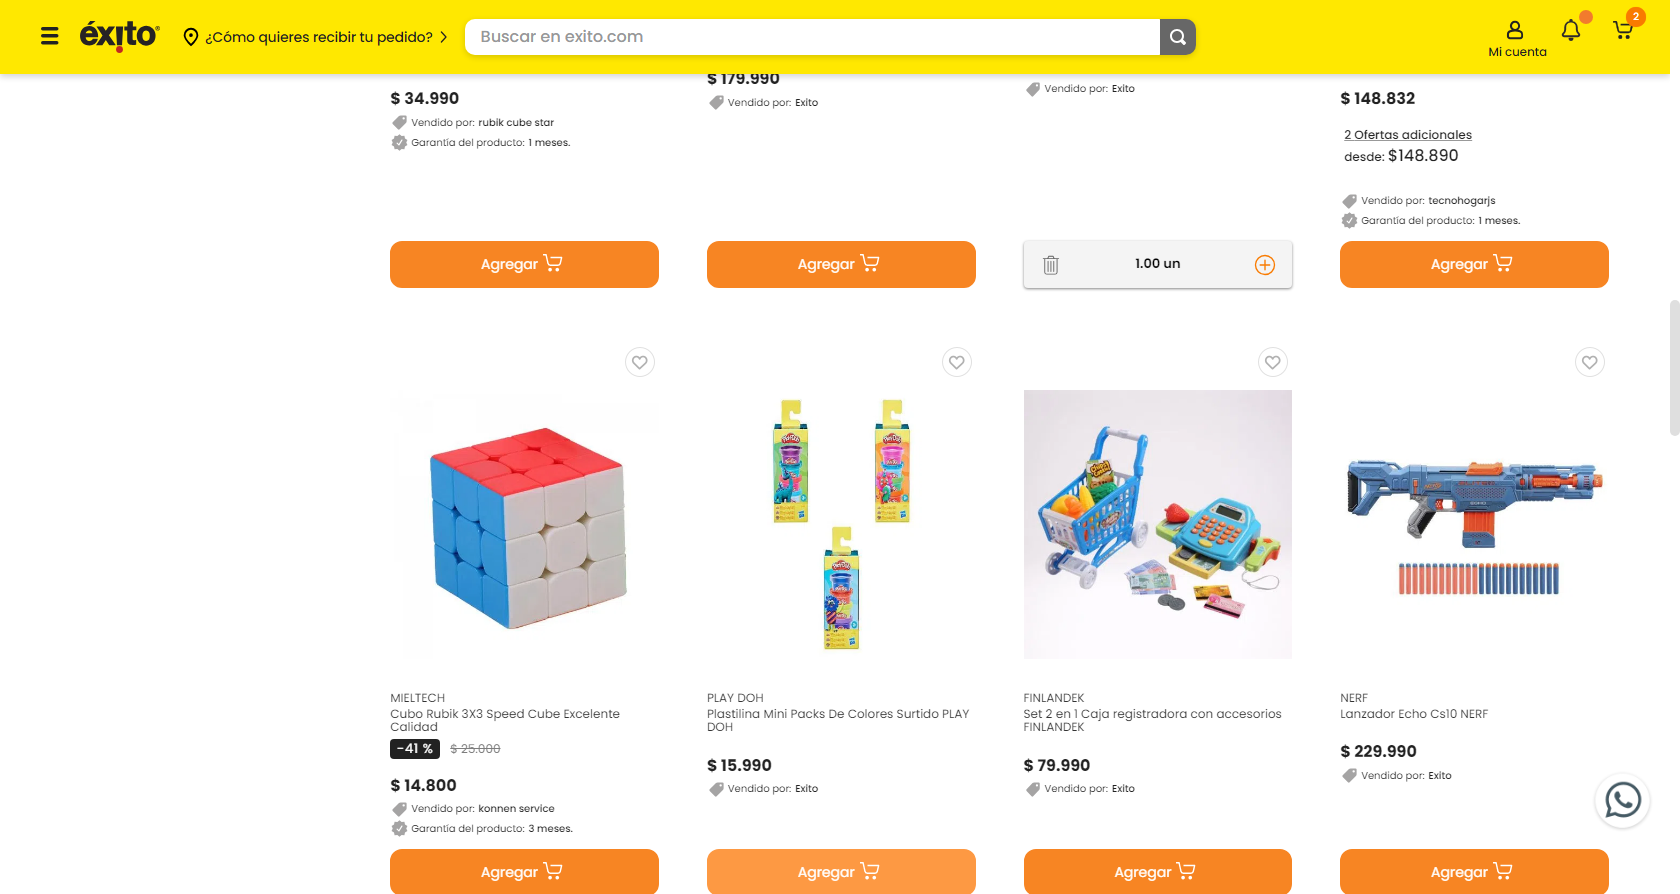 éxito
¿Cómo quieres recibir tu pedido?
Buscar en exito.com
Mi cuenta
2
$ 34.990
Vendido por: rubik cube star
Garantía del producto: 1 meses.
Agregar
$ 179.990
Vendido por: Exito
Agregar
Vendido por: Exito
1.00 un
$ 148.832
2 Ofertas adicionales
desde: $148.890
Vendido por: tecnohogarjs
Garantía del producto: 1 meses.
Agregar
MIELTECH
Cubo Rubik 3X3 Speed Cube Excelente
Calidad
-41 % $ 25.000
$ 14.800
Vendido por: konnen service
Garantía del producto: 3 meses.
Agregar
Play-Doh
Play-Doh
Play-Doh
PLAY DOH
Plastilina Mini Packs De Colores Surtido PLAY
DOH
$ 15.990
Vendido por: Exito
Agregar
FINLANDEK
Set 2 en 1 Caja registradora con accesorios
FINLANDEK
$ 79.990
Vendido por: Exito
Agregar
NERF
Lanzador Echo Cs10 NERF
$ 229.990
Vendido por: Exito
Agregar